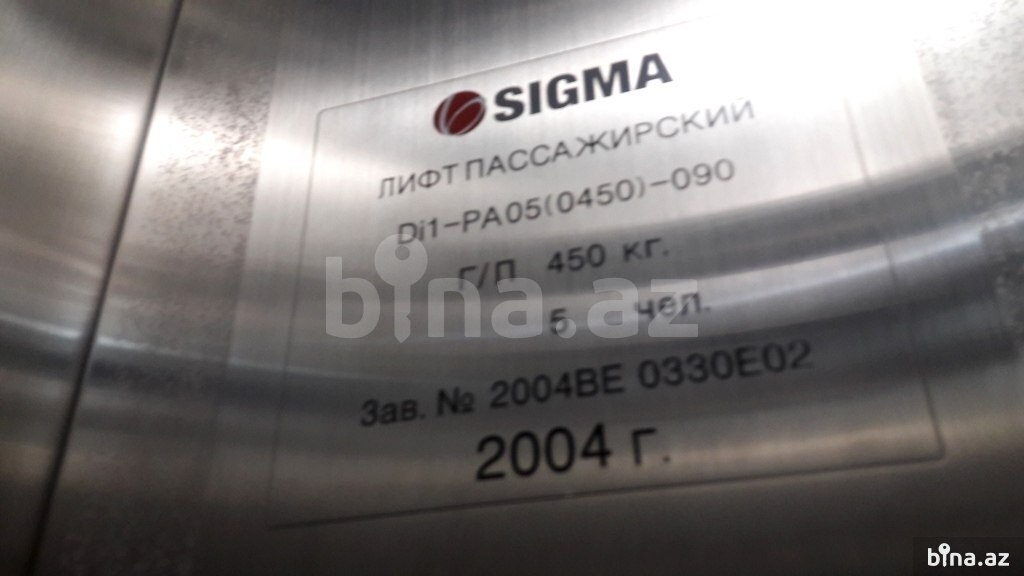 SIGMA
ЛИФТ ПАССАЖИРСКИЙ
Di1-PA05(0450)-090
Г/П 450 кг.
5 чел.
Зав. № 2004BE 0330E02
2004 г.
bina.az
bina.az